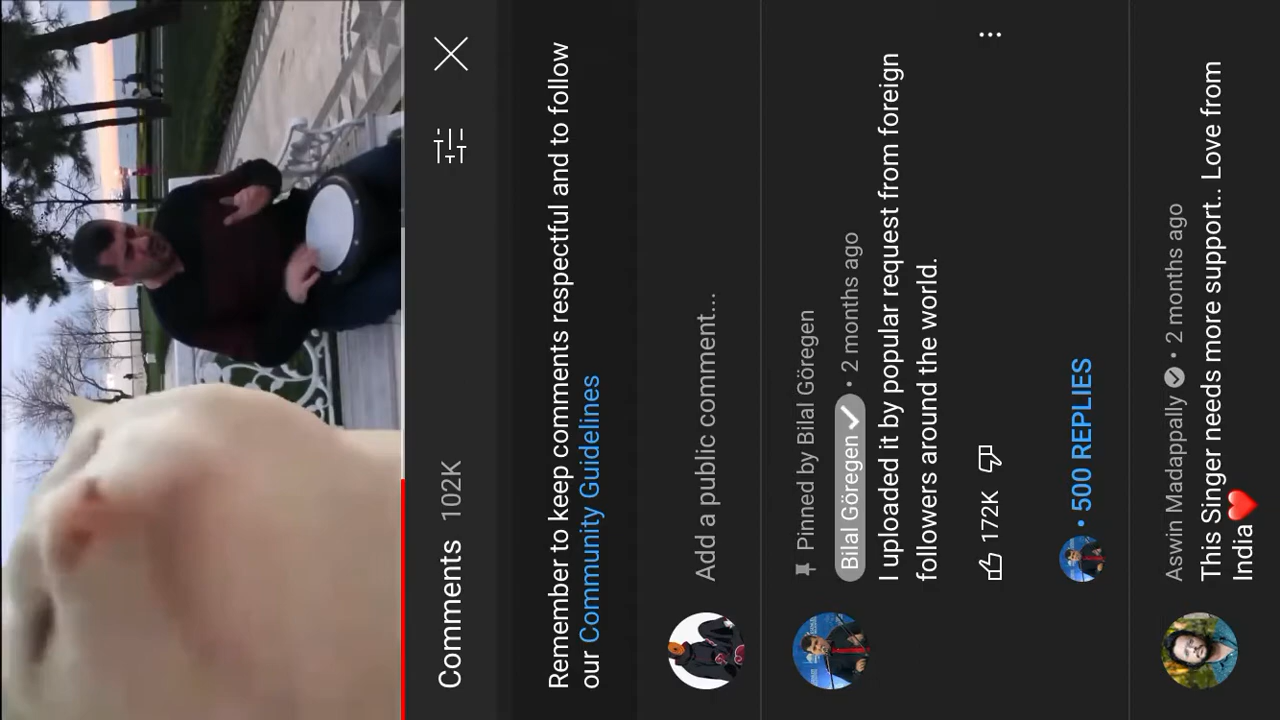 Comments 102K
Remember to keep comments respectful and to follow
our Community Guidelines
Add a public comment...
Pinned by Bilal Göregen
Bilal Göregen • 2 months ago
I uploaded it by popular request from foreign
followers around the world.
172K
• 500 REPLIES
Aswin Madappally • 2 months ago
This Singer needs more support.. Love from
India❤️